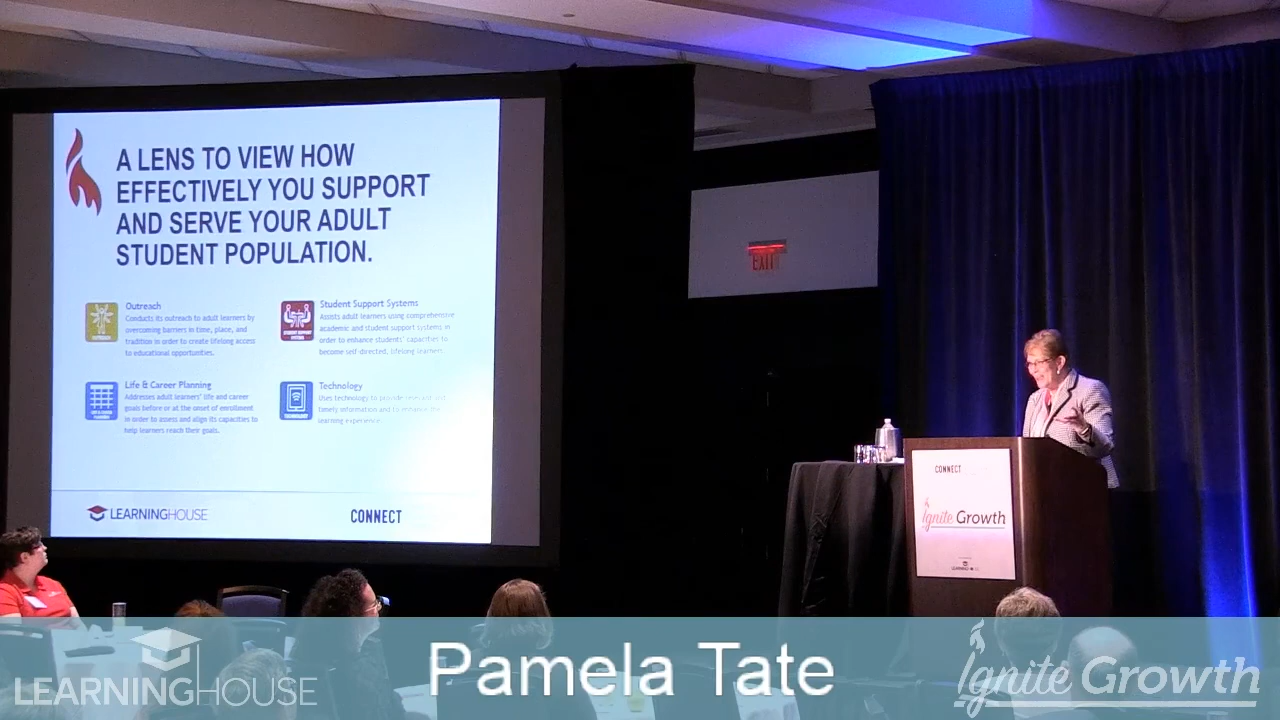 A LENS TO VIEW HOW
EFFECTIVELY YOU SUPPORT
AND SERVE YOUR ADULT
STUDENT POPULATION.
Outreach
Conducts its outreach to adult learners by
overcoming barriers in time, place, and
tradition in order to create lifelong access
to educational opportunities.
OUTREACH
Student Support Systems
Assists adult learners using comprehensive
academic and student support systems in
order to enhance students' capacities to
become self-directed, lifelong learners.
STUDENT SUPPORT
SYSTEMS
Life & Career Planning
Addresses adult learners' life and career
goals before or at the onset of enrollment
in order to assess and align its capacities to
help learners reach their goals.
Technology
Uses technology to provide relevant and
timely information and to enhance the
learning experience.
TECHNOLOGY
LEARNINGHOUSE
CONNECT
EXIT
CONNECT
Ignite Growth
LEARNINGHOUSE
Pamela Tate
Ignite Growth